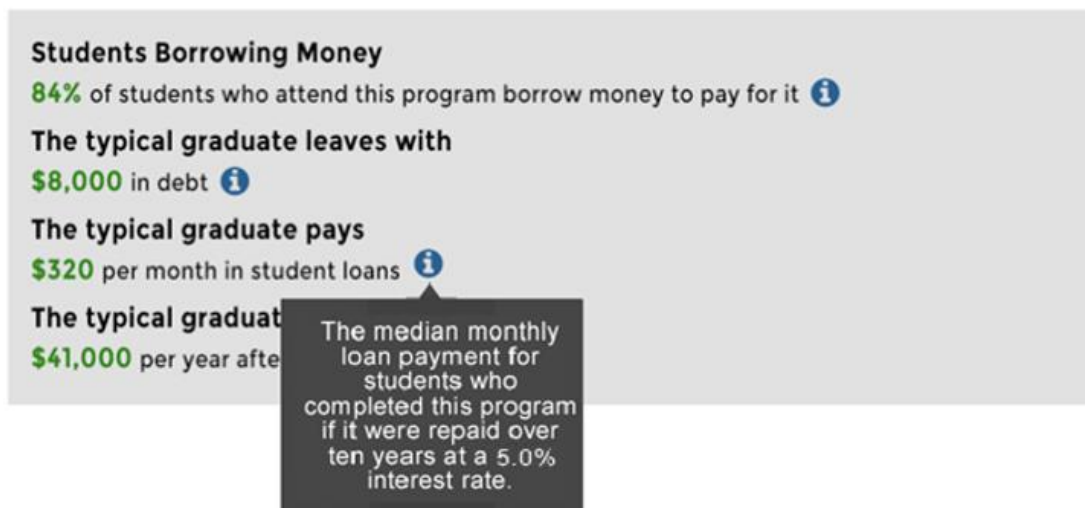 Students Borrowing Money
84% of students who attend this program borrow money to pay for it
The typical graduate leaves with
$8,000 in debt
The typical graduate pays
$320 per month in student loans
The typical graduat
$41,000 per year afte
The median monthly
loan payment for
students who
completed this program
if it were repaid over
ten years at a 5.0%
interest rate.